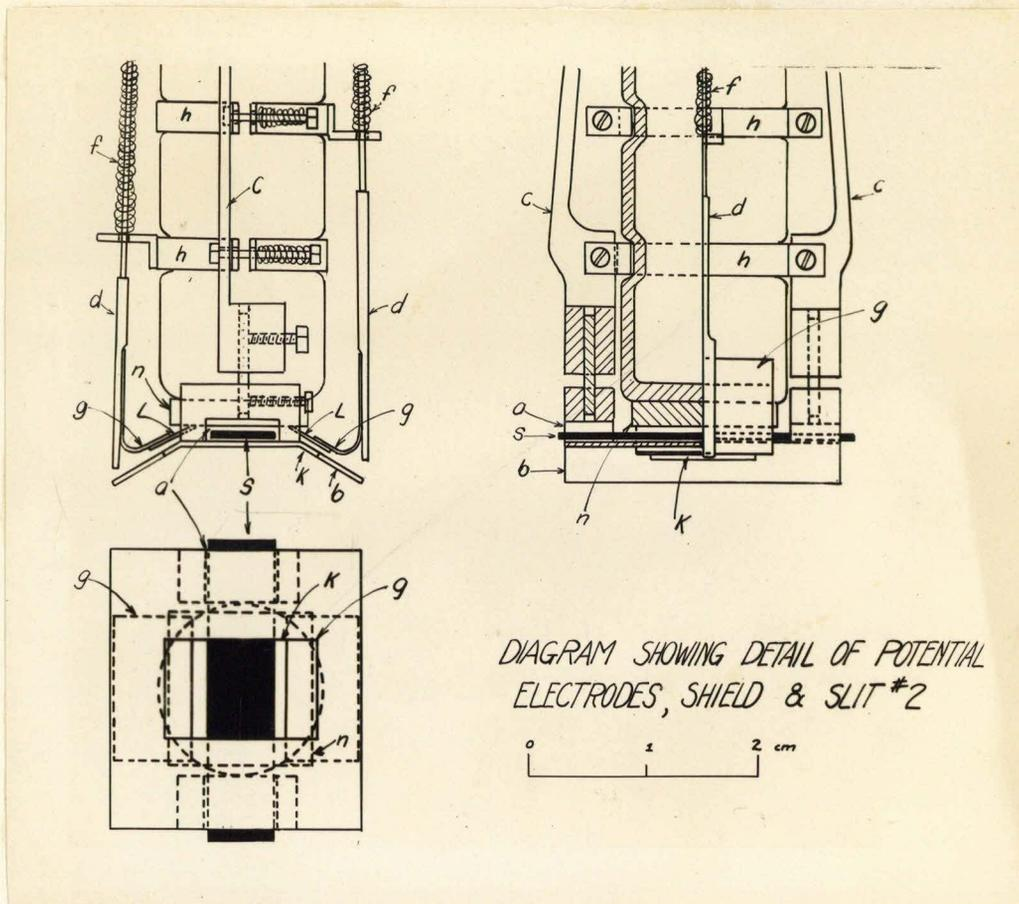 f
h
f
C
h
d
d
n
g
L
L
g
a
S
K
b
g
K
g
n
f
h
c
c
d
h
g
a
s
b
n
K
DIAGRAM SHOWING DETAIL OF POTENTIAL
ELECTRODES, SHIELD & SLIT #2
0 1 2 cm